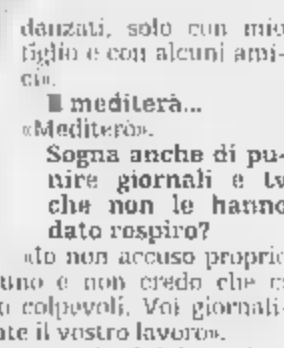 danzati, solo con mio
figlio e con alcuni ami-
ci».
E mediterà...
«Mediterò».
Sogna anche di pu-
nire giornali e tv
che non le hanno
dato respiro?
«Io non accuso proprio
uno e non credo che
colpevoli. Voi giornali-
il vostro lavoro».